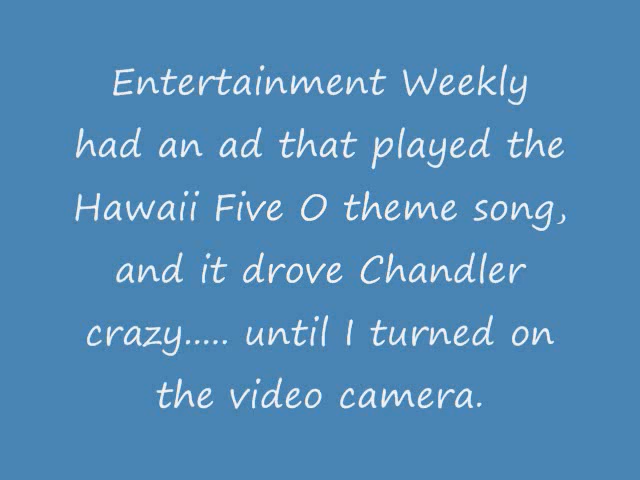 Entertainment Weekly
had an ad that played the
Hawaii Five O theme song,
and it drove Chandler
crazy..... until I turned on
the video camera.